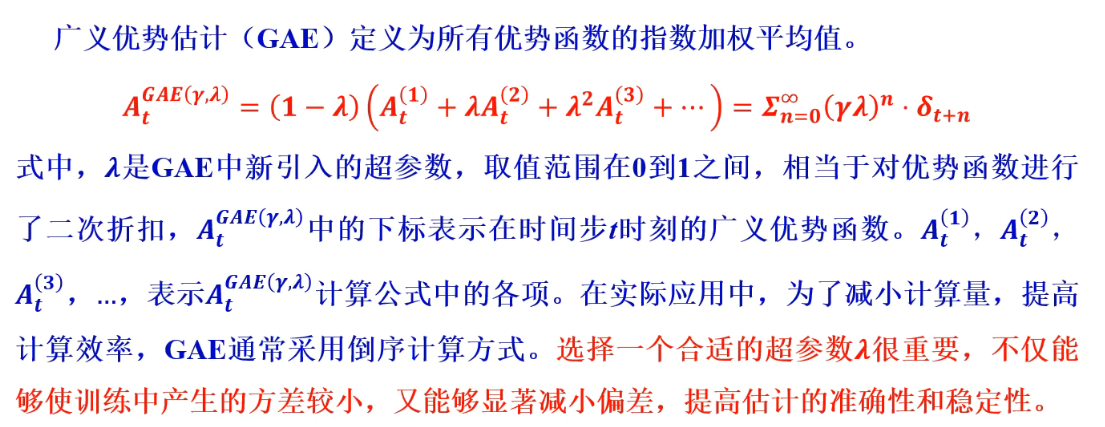 广义优势估计（GAE）定义为所有优势函数的指数加权平均值。
$A_t^{GAE(\gamma,\lambda)} = (1-\lambda)\left(A_t^{(1)} + \lambda A_t^{(2)} + \lambda^2 A_t^{(3)} + \cdots\right) = \Sigma_{n=0}^{\infty}(\gamma\lambda)^n \cdot \delta_{t+n}$
式中，λ是GAE中新引入的超参数，取值范围在0到1之间，相当于对优势函数进行
了二次折扣，$A_t^{GAE(\gamma,\lambda)}$中的下标表示在时间步t时刻的广义优势函数。$A_t^{(1)}$，$A_t^{(2)}$，
$A_t^{(3)}$，…，表示$A_t^{GAE(\gamma,\lambda)}$计算公式中的各项。在实际应用中，为了减小计算量，提高
计算效率，GAE通常采用倒序计算方式。选择一个合适的超参数λ很重要，不仅能
够使训练中产生的方差较小，又能够显著减小偏差，提高估计的准确性和稳定性。